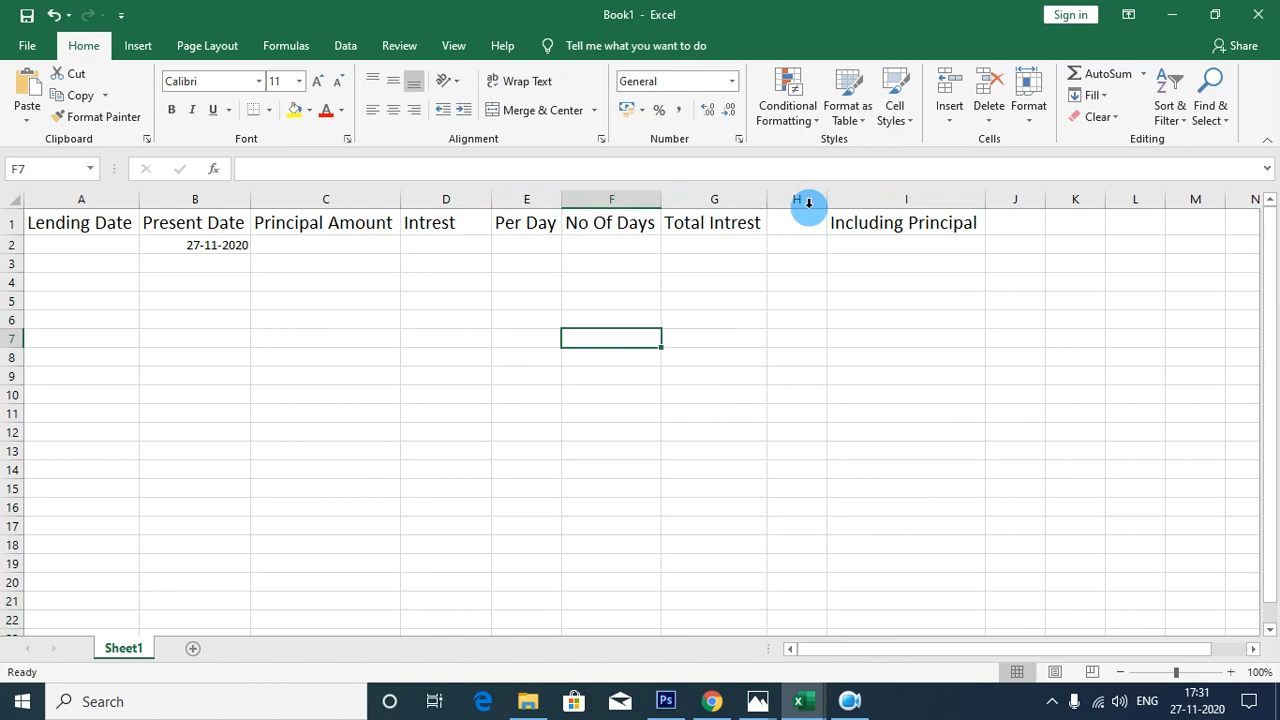 Book1 - Excel
Sign in
File Home Insert Page Layout Formulas Data Review View Help Tell me what you want to do Share
Paste
Cut
Copy
Format Painter
Clipboard
Calibri 11
B I U A
Font
Wrap Text
Merge & Center
Alignment
General
%
Number
Conditional Formatting
Format as Table
Cell Styles
Styles
Insert
Delete
Format
Cells
AutoSum
Fill
Clear
Sort & Filter
Find & Select
Editing
F7 fx
A B C D E F G H I J K L M N
1 Lending Date Present Date Principal Amount Intrest Per Day No Of Days Total Intrest Including Principal
2 27-11-2020
3
4
5
6
7
8
9
10
11
12
13
14
15
16
17
18
19
20
21
22
Sheet1
Ready 100%
Search Ps ENG 17:31
27-11-2020